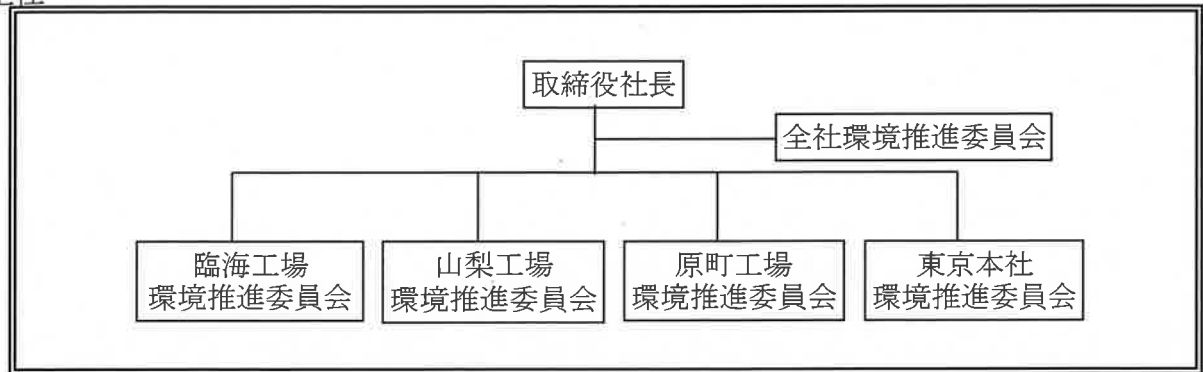 取締役社長
全社環境推進委員会
臨海工場
環境推進委員会
山梨工場
環境推進委員会
原町工場
環境推進委員会
東京本社
環境推進委員会